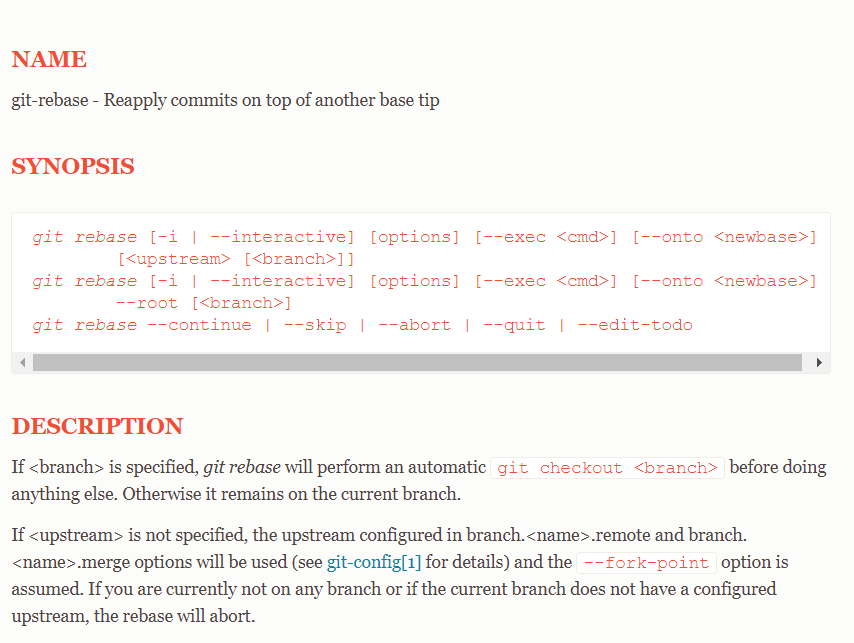 NAME
git-rebase - Reapply commits on top of another base tip
SYNOPSIS
git rebase [-i | --interactive] [options] [--exec <cmd>] [--onto <newbase>]
[<upstream> [<branch>]]
git rebase [-i | --interactive] [options] [--exec <cmd>] [--onto <newbase>]
--root [<branch>]
git rebase --continue | --skip | --abort | --quit | --edit-todo
DESCRIPTION
If <branch> is specified, git rebase will perform an automatic git checkout <branch> before doing
anything else. Otherwise it remains on the current branch.
If <upstream> is not specified, the upstream configured in branch.<name>.remote and branch.
<name>.merge options will be used (see git-config[1] for details) and the --fork-point option is
assumed. If you are currently not on any branch or if the current branch does not have a configured
upstream, the rebase will abort.